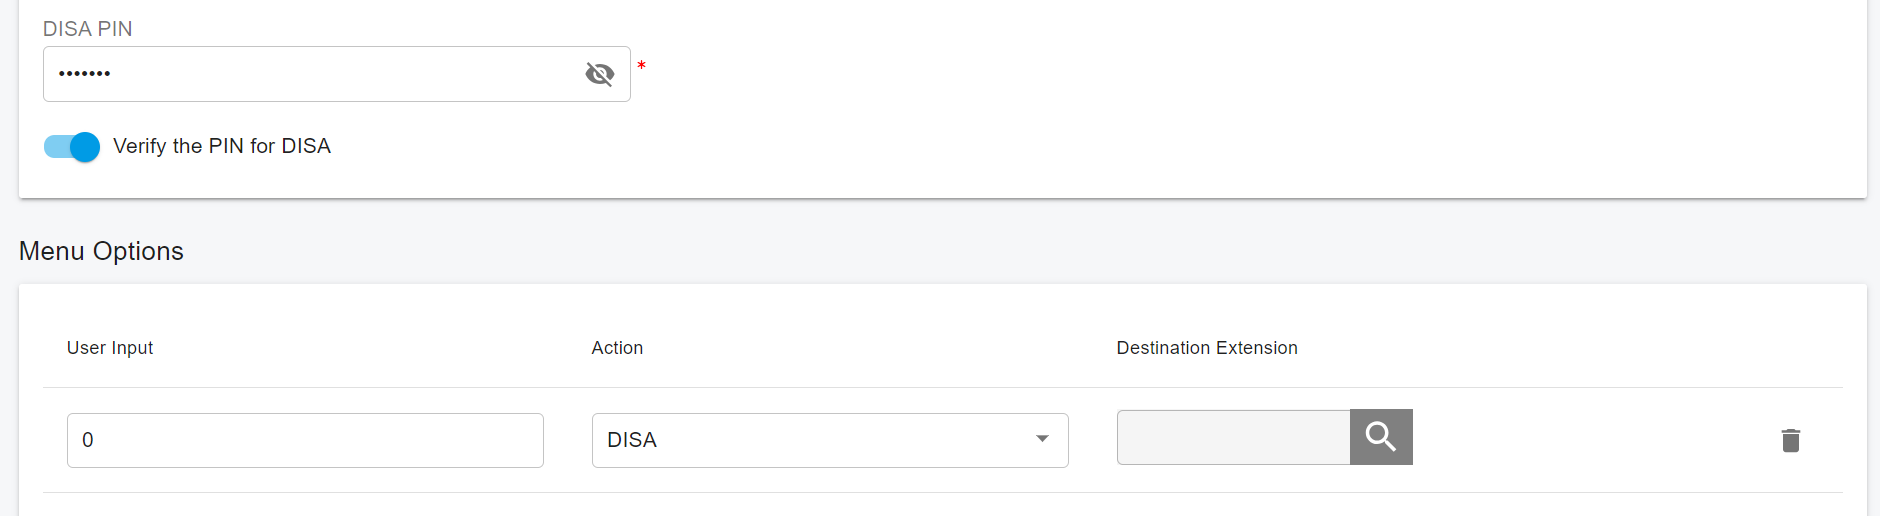 DISA PIN
••••••• *
Verify the PIN for DISA
Menu Options
User Input Action Destination Extension
0 DISA